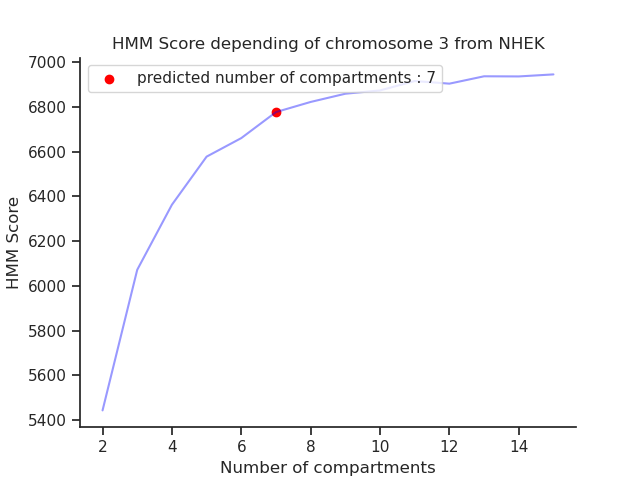 HMM Score depending of chromosome 3 from NHEK
predicted number of compartments : 7
HMM Score
7000
6800
6600
6400
6200
6000
5800
5600
5400
2 4 6 8 10 12 14
Number of compartments